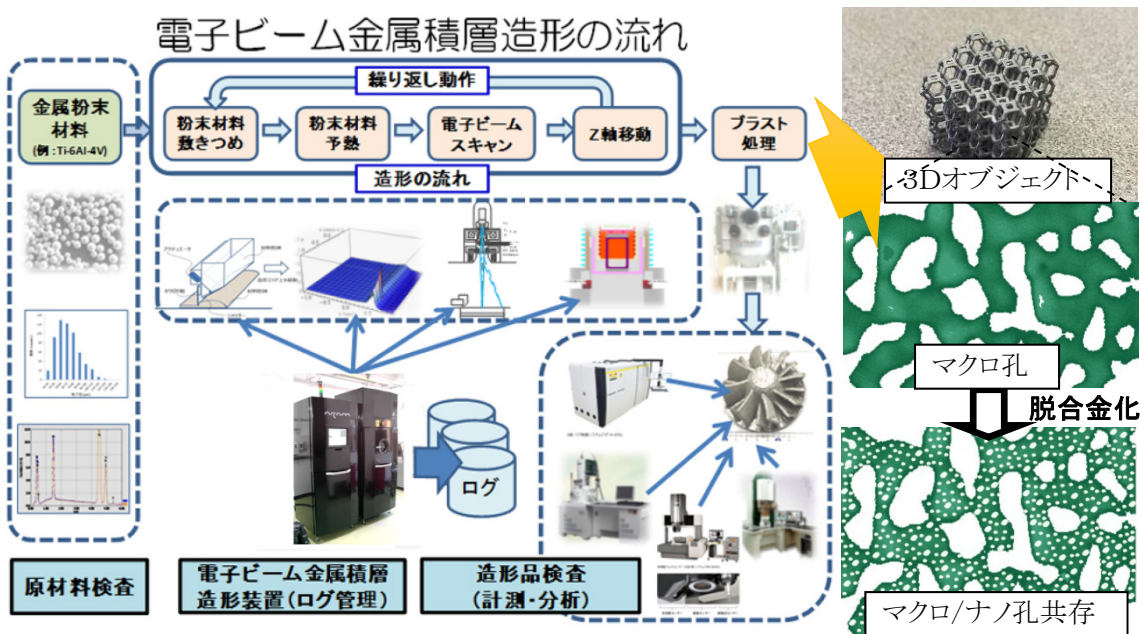 電子ビーム金属積層造形の流れ
繰り返し動作
金属粉末
材料
(例:Ti-6Al-4V)
粉末材料
敷きつめ
粉末材料
予熱
電子ビーム
スキャン
Z軸移動
ブラスト
処理
造形の流れ
3Dオブジェクト
マクロ孔
脱合金化
マクロ/ナノ孔共存
ログ
原材料検査
電子ビーム金属積層
造形装置(ログ管理)
造形品検査
(計測・分析)